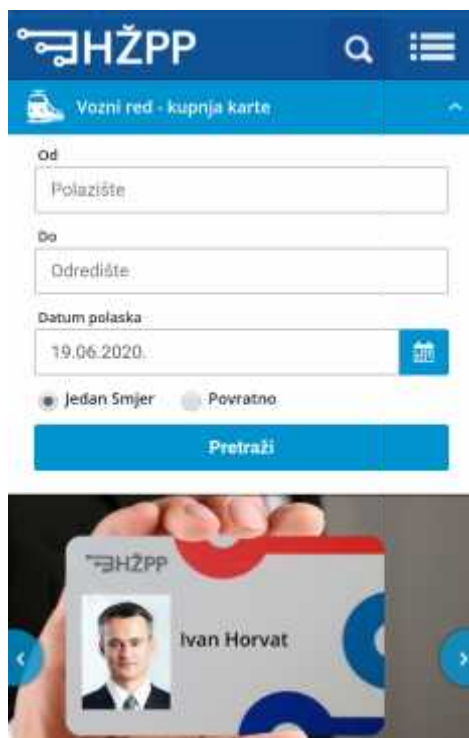 HŽPP
Vozni red - kupnja karte
Od
Polazište
Do
Odredište
Datum polaska
19.06.2020.
Jedan Smjer Povratno
Pretraži
HŽPP
Ivan Horvat